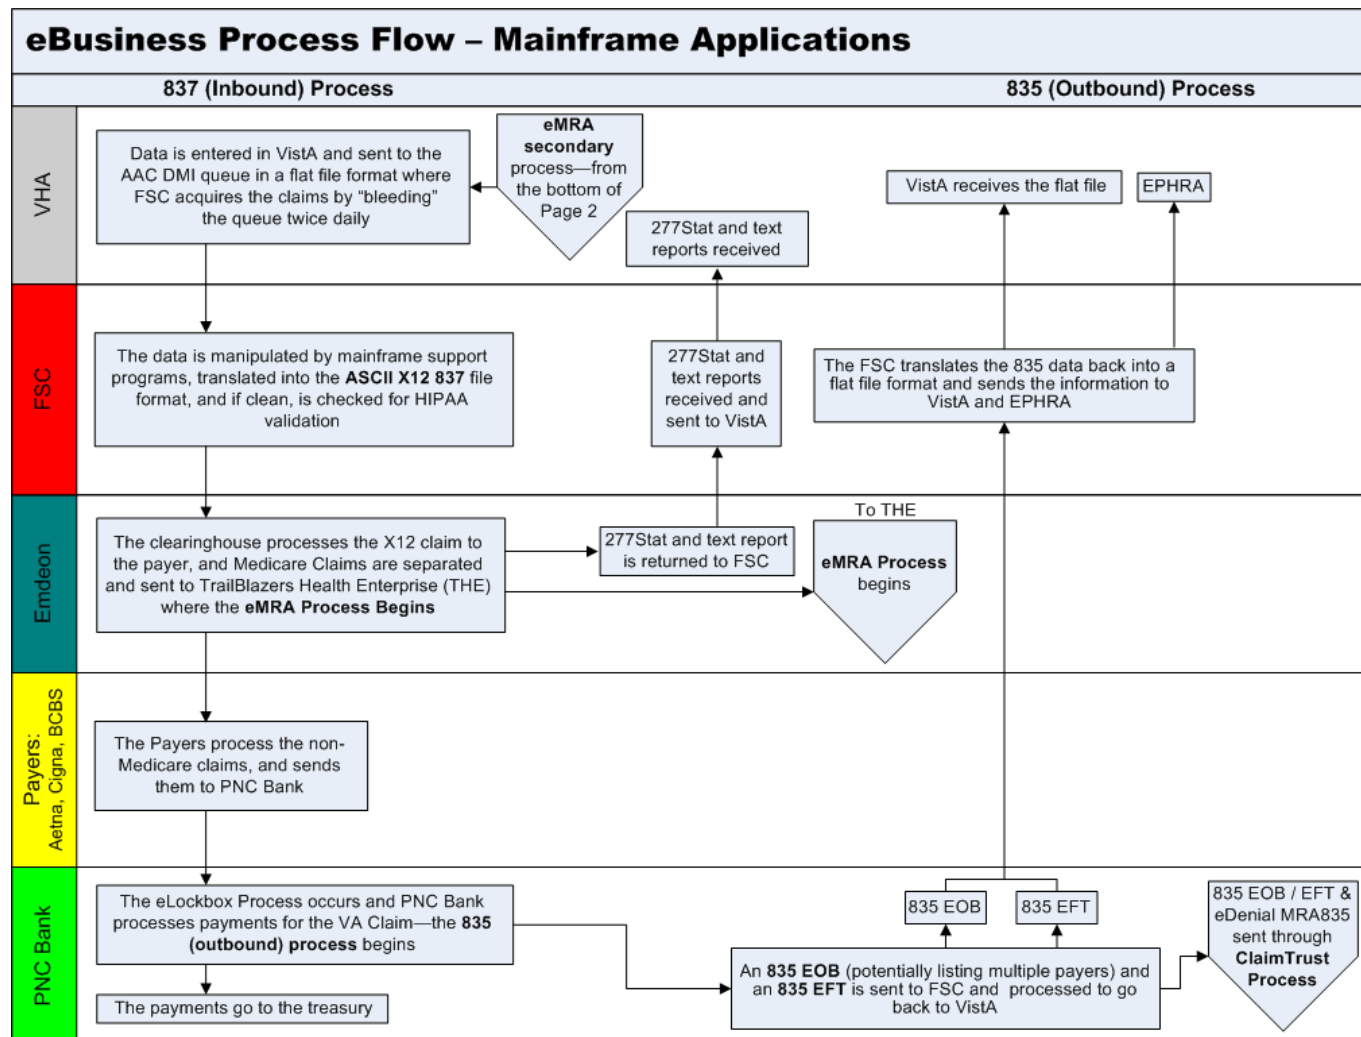 eBusiness Process Flow – Mainframe Applications
837 (Inbound) Process
835 (Outbound) Process
VHA
Data is entered in VistA and sent to the
AAC DMI queue in a flat file format where
FSC acquires the claims by “bleeding”
the queue twice daily
eMRA
secondary
process—from
the bottom of
Page 2
277Stat and text
reports received
VistA receives the flat file
EPHRA
FSC
The data is manipulated by mainframe support
programs, translated into the ASCII X12 837 file
format, and if clean, is checked for HIPAA
validation
277Stat and
text reports
received and
sent to VistA
The FSC translates the 835 data back into a
flat file format and sends the information to
VistA and EPHRA
Emdeon
The clearinghouse processes the X12 claim to
the payer, and Medicare Claims are separated
and sent to TrailBlazers Health Enterprise (THE)
where the eMRA Process Begins
277Stat and text report
is returned to FSC
To THE
eMRA Process
begins
Payers:
Aetna, Cigna, BCBS
The Payers process the non-
Medicare claims, and sends
them to PNC Bank
PNC Bank
The eLockbox Process occurs and PNC Bank
processes payments for the VA Claim—the 835
(outbound) process begins
The payments go to the treasury
835 EOB
835 EFT
An 835 EOB (potentially listing multiple payers) and
an 835 EFT is sent to FSC and processed to go
back to VistA
835 EOB / EFT &
eDenial MRA835
sent through
ClaimTrust
Process